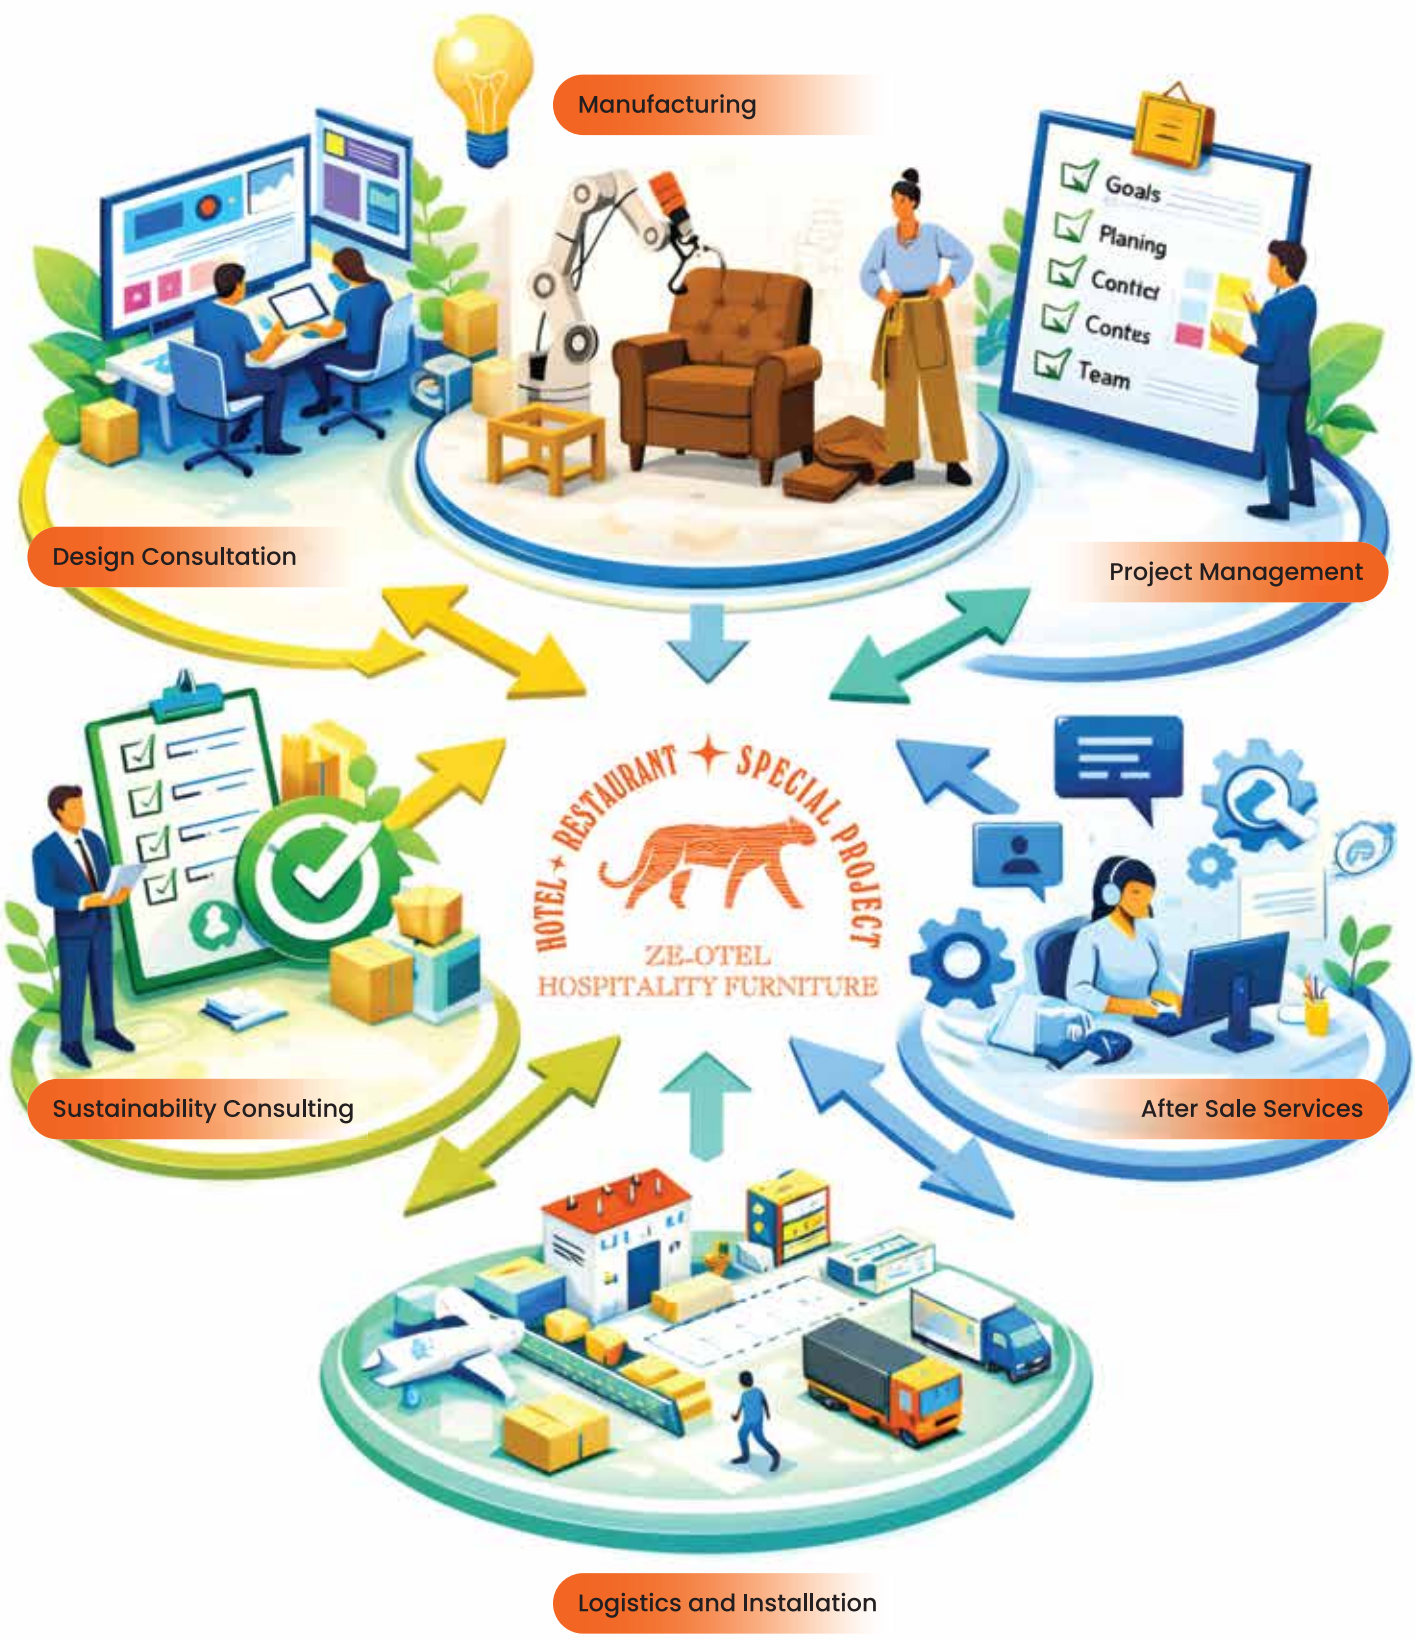 Manufacturing
Goals
Planing
Contict
Contes
Team
Design Consultation
Project Management
HOTEL + RESTAURANT ✦ SPECIAL PROJECT
ZE-OTEL
HOSPITALITY FURNITURE
Sustainability Consulting
After Sale Services
Logistics and Installation